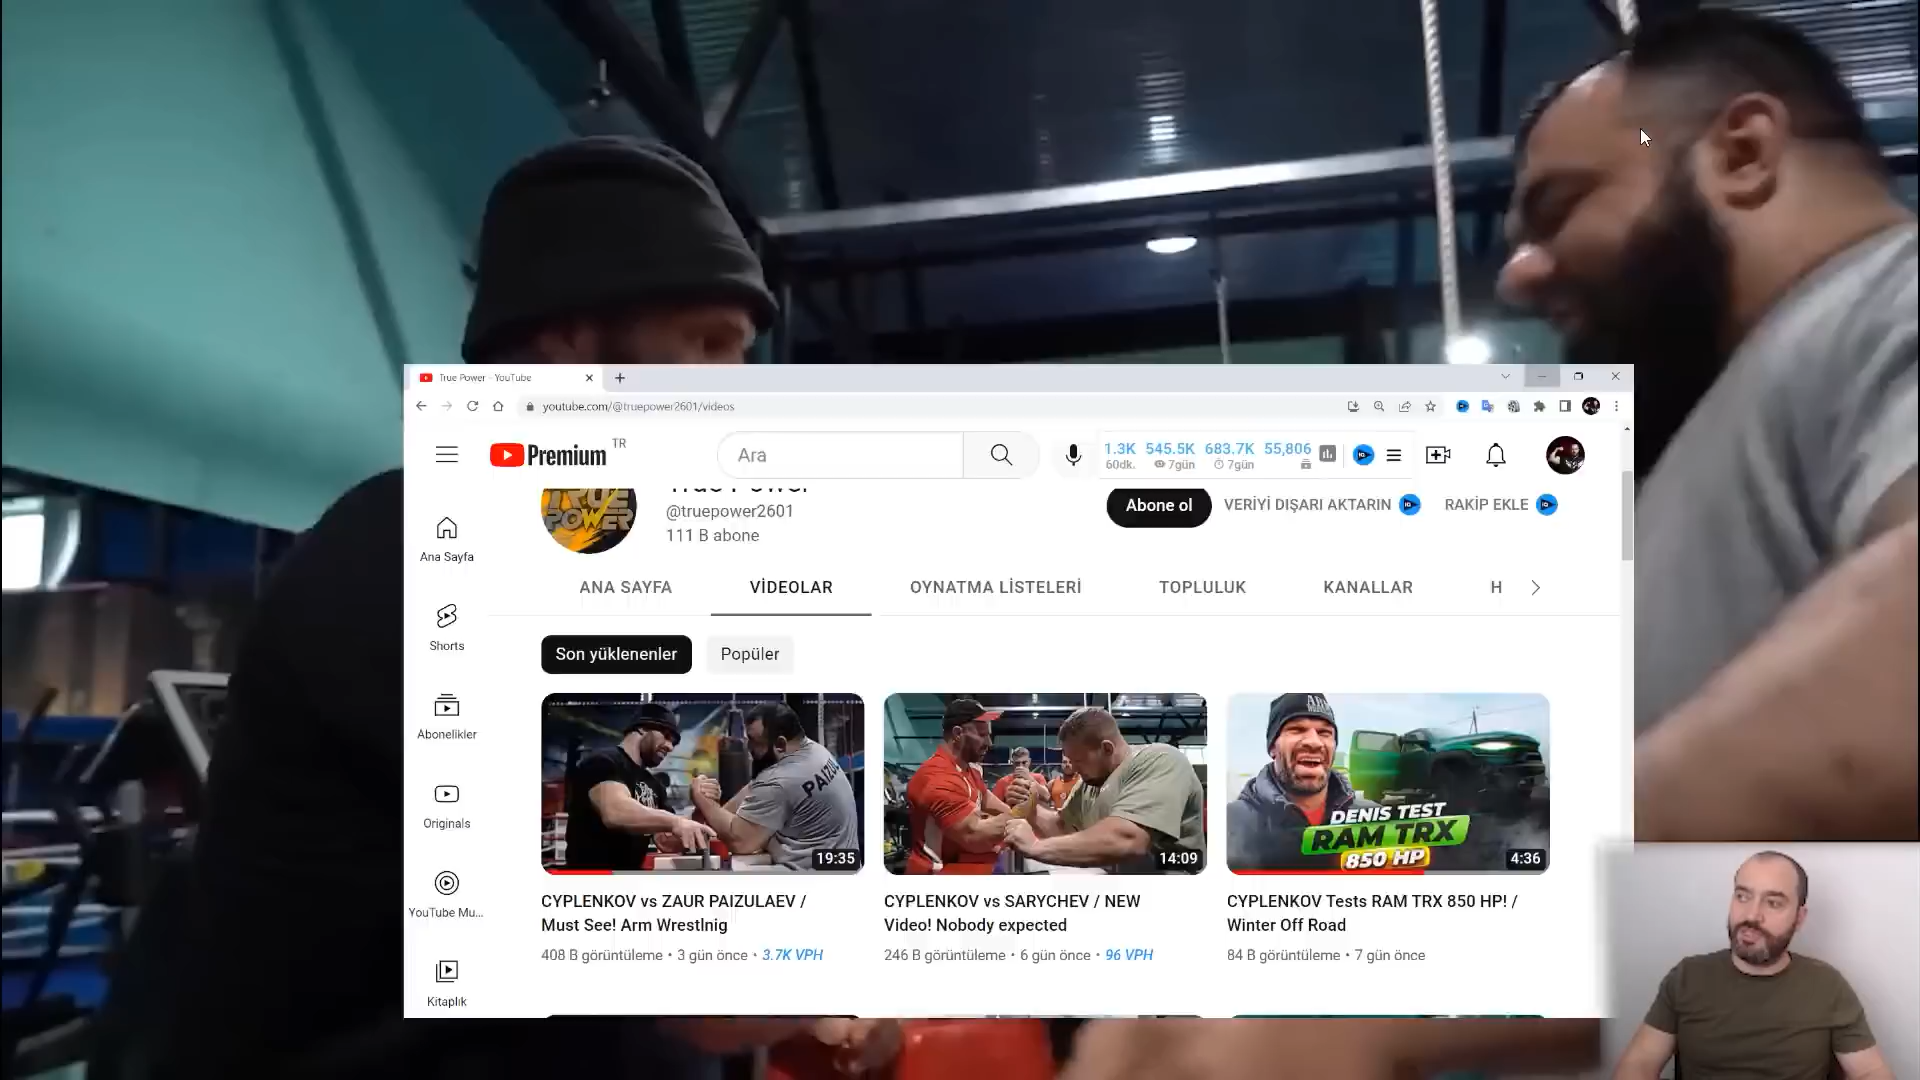 True Power - YouTube
youtube.com/@truepower2601/videos
Premium TR
Ara
1.3K 545.5K 683.7K 55,806
60dk. 7gün 7gün
TRUE POWER
True Power
@truepower2601
111 B abone
Abone ol
VERİYİ DIŞARI AKTARIN
RAKİP EKLE
Ana Sayfa
Shorts
Abonelikler
Originals
YouTube Mu...
Kitaplık
ANA SAYFA
VİDEOLAR
OYNATMA LİSTELERİ
TOPLULUK
KANALLAR
H
Son yüklenenler
Popüler
PAIZUL
19:35
14:09
DENIS TEST
RAM TRX
850 HP
4:36
CYPLENKOV vs ZAUR PAIZULAEV /
Must See! Arm Wrestlnig
408 B görüntüleme • 3 gün önce • 3.7K VPH
CYPLENKOV vs SARYCHEV / NEW
Video! Nobody expected
246 B görüntüleme • 6 gün önce • 96 VPH
CYPLENKOV Tests RAM TRX 850 HP! /
Winter Off Road
84 B görüntüleme • 7 gün önce